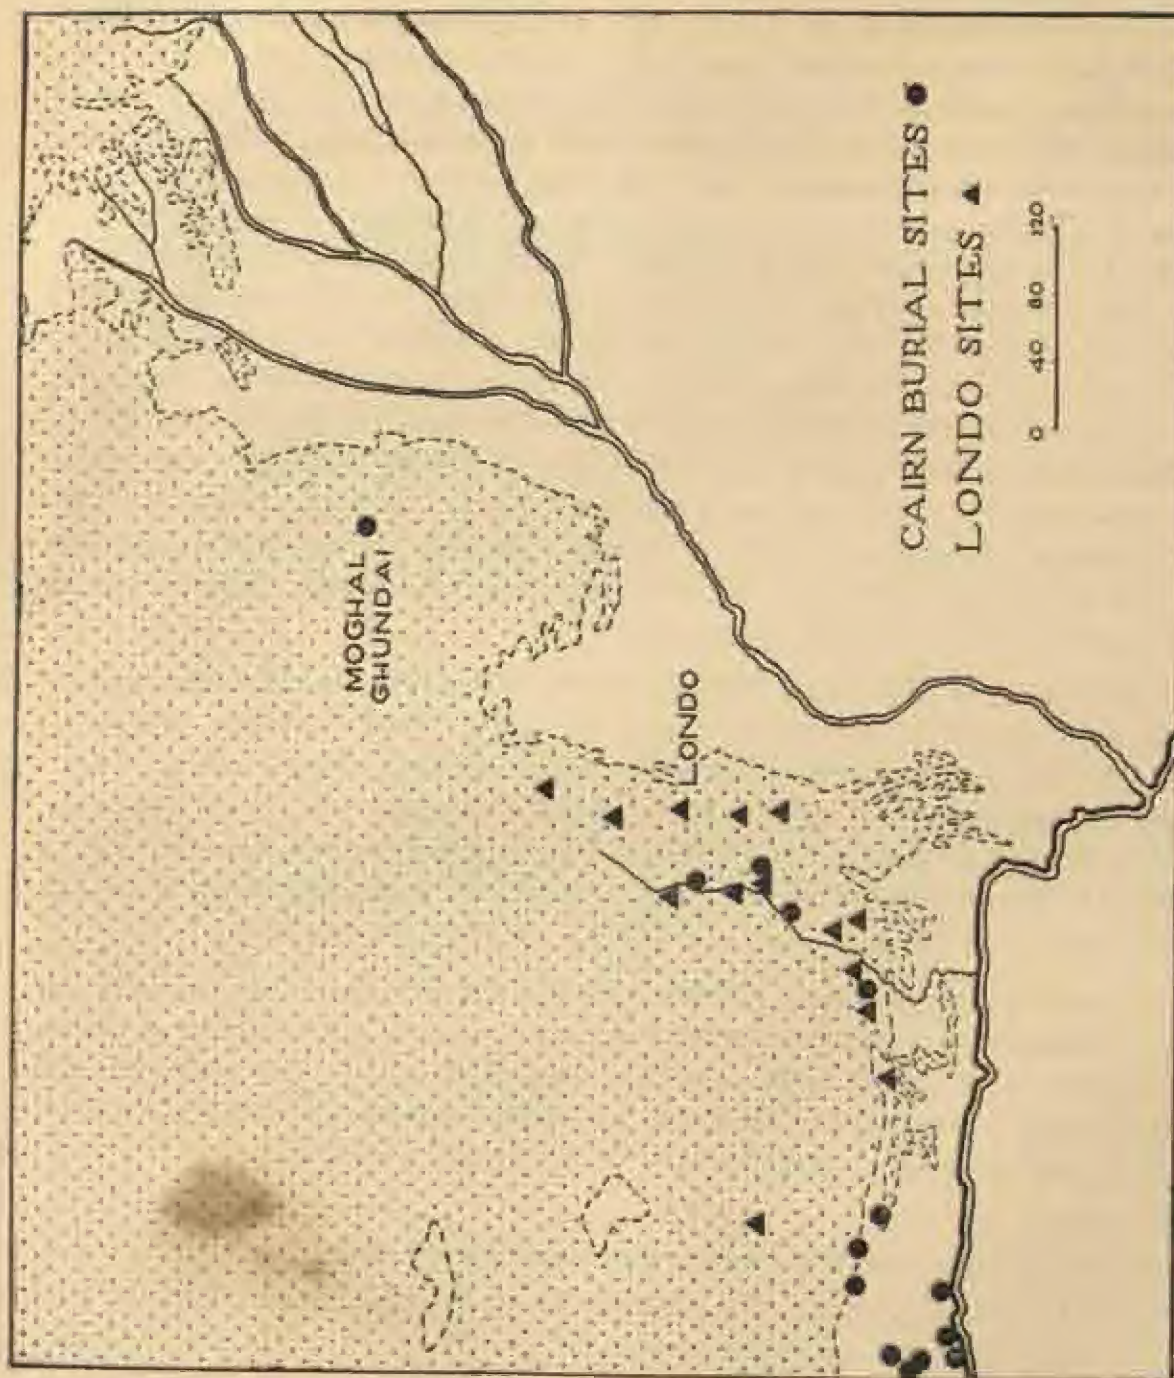 CAIRN BURIAL SITES
LONDO SITES
0 40 80 120
MOGHAL
GHUNDAI
LONDO